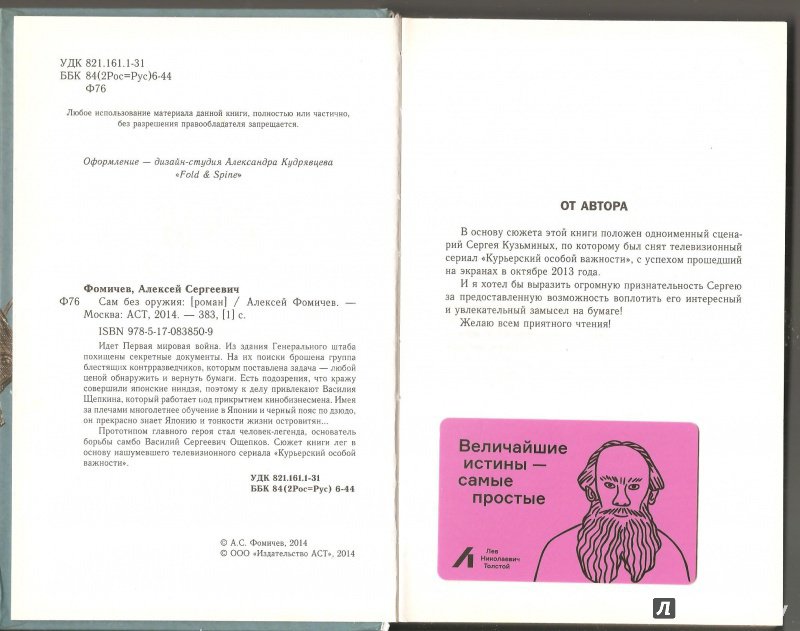 УДК 821.161.1-31
ББК 84(2Рос=Рус)6-44
Ф76
Любое использование материала данной книги, полностью или частично,
без разрешения правообладателя запрещается.
Оформление — дизайн-студия Александра Кудрявцева
«Fold & Spine»
Фомичев, Алексей Сергеевич
Ф76 Сам без оружия: [роман] / Алексей Фомичев. —
Москва: АСТ, 2014. — 383, [1] с.
ISBN 978-5-17-083850-9
Идет Первая мировая война. Из здания Генерального штаба
похищены секретные документы. На их поиски брошена группа
блестящих контрразведчиков, которым поставлена задача — любой
ценой обнаружить и вернуть бумаги. Есть подозрения, что кражу
совершили японские ниндзя, поэтому к делу привлекают Василия
Щепкина, который работает под прикрытием кинобизнесмена. Имея
за плечами многолетнее обучение в Японии и черный пояс по дзюдо,
он прекрасно знает Японию и тонкости жизни островитян...
Прототипом главного героя стал человек-легенда, основатель
борьбы самбо Василий Сергеевич Ощепков. Сюжет книги лег в
основу нашумевшего телевизионного сериала «Курьерский особой
важности».
УДК 821.161.1-31
ББК 84(2Рос=Рус) 6-44
© А.С. Фомичев, 2014
© ООО «Издательство АСТ», 2014
ОТ АВТОРА
В основу сюжета этой книги положен одноименный сцена-
рий Сергея Кузьминых, по которому был снят телевизионный
сериал «Курьерский особой важности», с успехом прошедший
на экранах в октябре 2013 года.
И я хотел бы выразить огромную признательность Сергею
за предоставленную возможность воплотить его интересный
и увлекательный замысел на бумаге!
Желаю всем приятного чтения!
Величайшие
истины —
самые
простые
Лев
Николаевич
Толстой